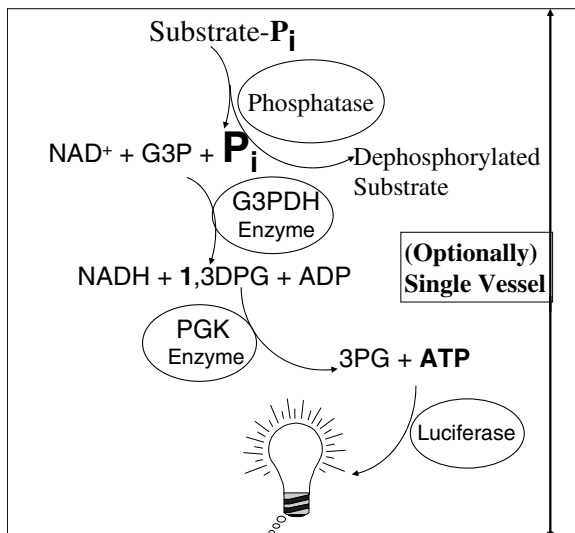 Substrate-Pi
Phosphatase
NAD+ + G3P + Pi
Dephosphorylated
Substrate
G3PDH
Enzyme
(Optionally)
Single Vessel
NADH + 1,3DPG + ADP
PGK
Enzyme
3PG + ATP
Luciferase